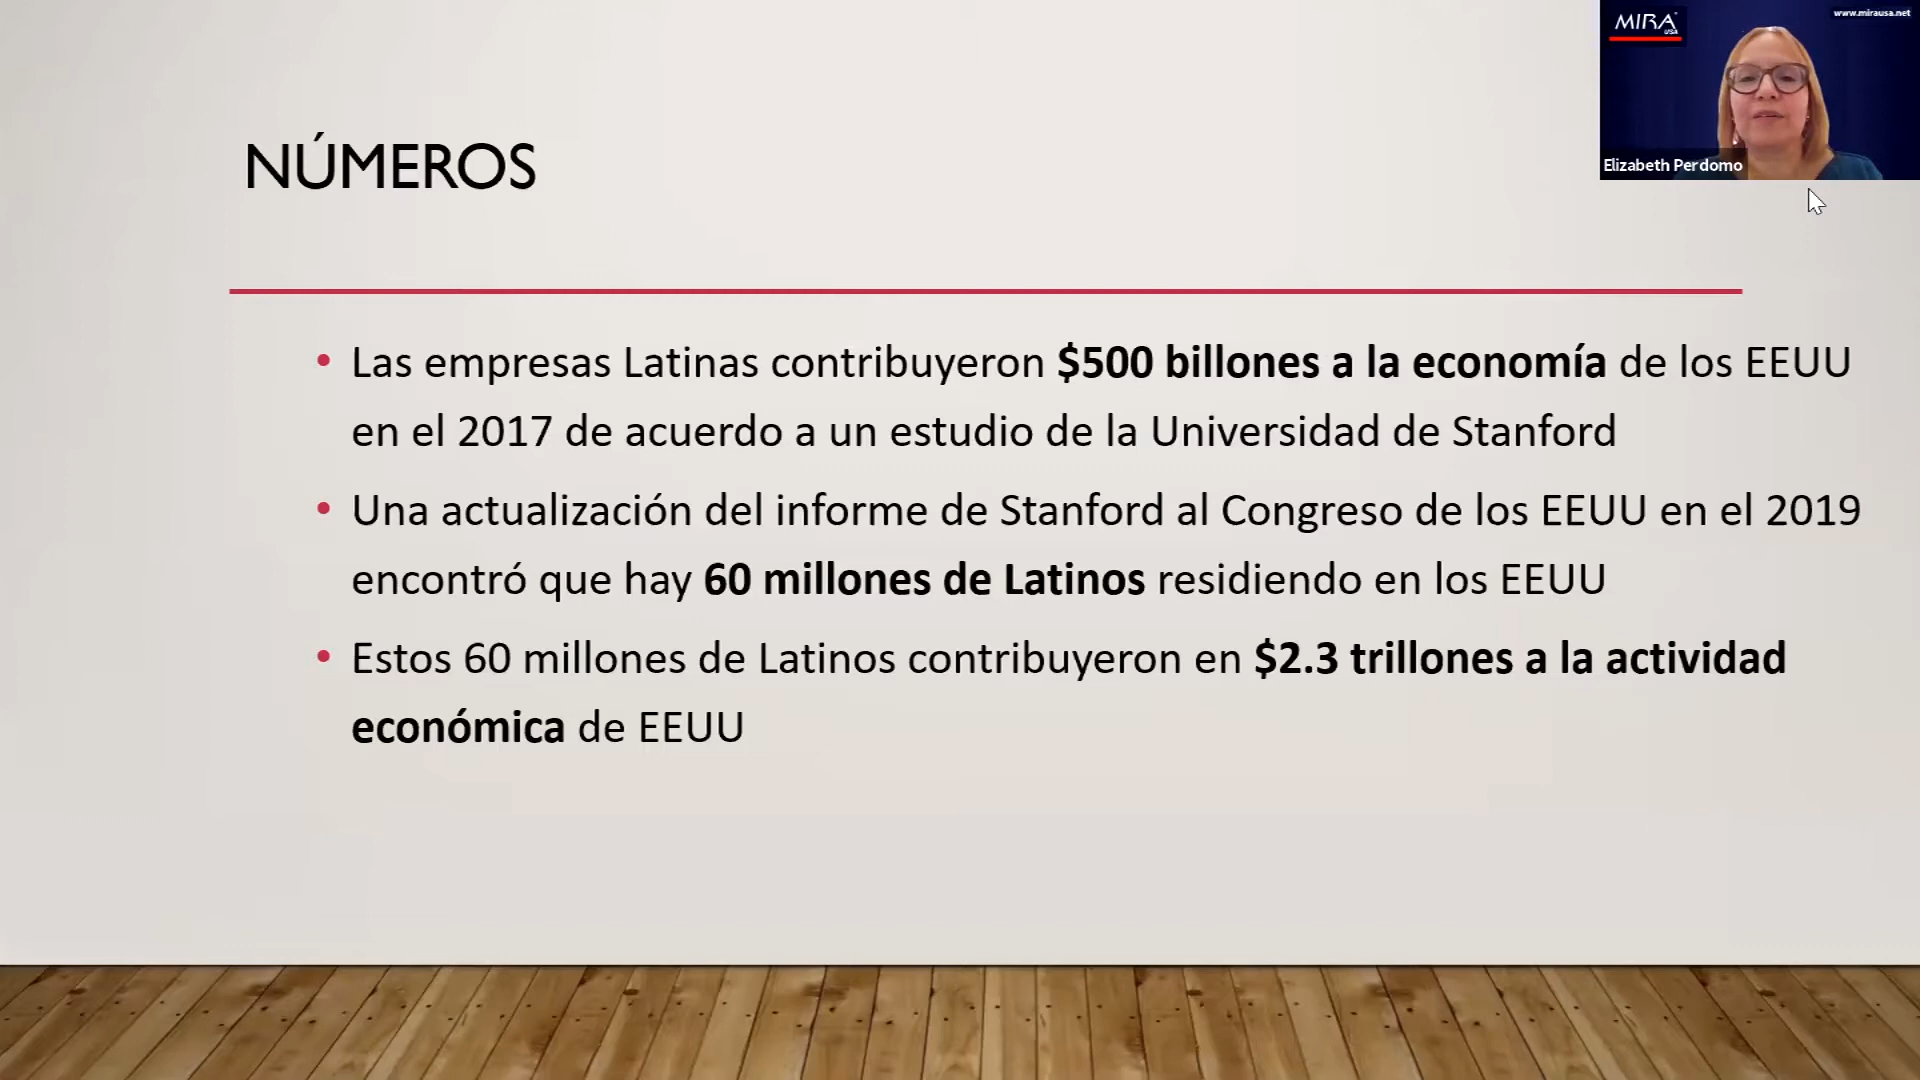 MIRA
USA
www.mirausa.net
Elizabeth Perdomo
NÚMEROS
• Las empresas Latinas contribuyeron $500 billones a la economía de los EEUU
en el 2017 de acuerdo a un estudio de la Universidad de Stanford
• Una actualización del informe de Stanford al Congreso de los EEUU en el 2019
encontró que hay 60 millones de Latinos residiendo en los EEUU
• Estos 60 millones de Latinos contribuyeron en $2.3 trillones a la actividad
económica de EEUU